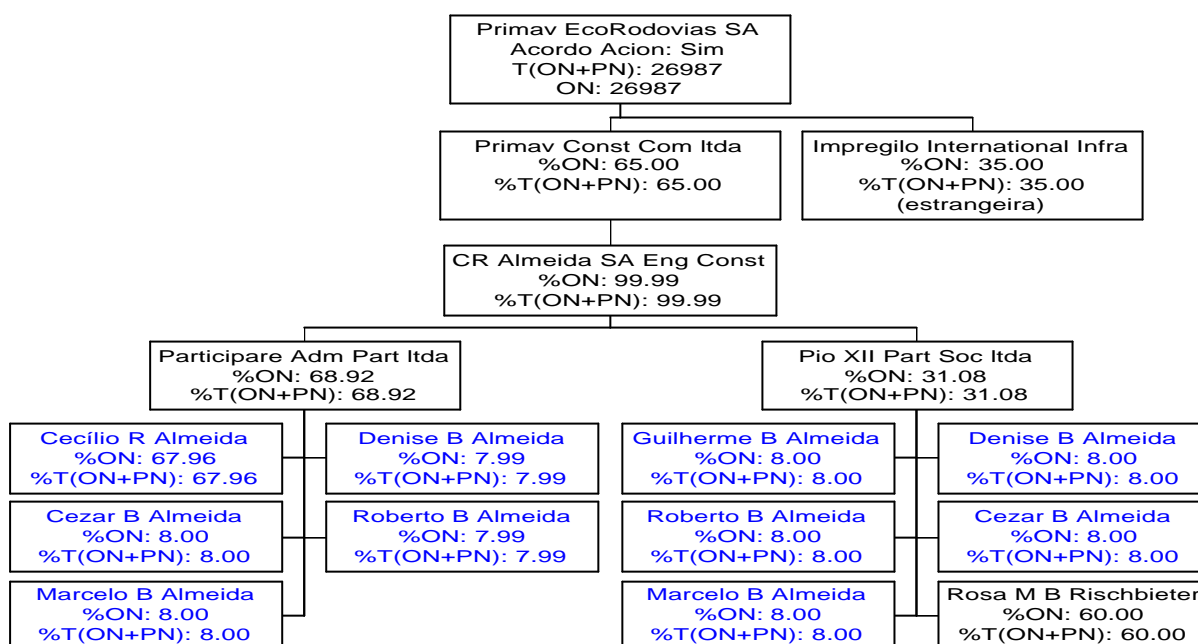 Primav EcoRodovias SA
Acordo Acion: Sim
T(ON+PN): 26987
ON: 26987
Primav Const Com ltda
%ON: 65.00
%T(ON+PN): 65.00
Impregilo International Infra
%ON: 35.00
%T(ON+PN): 35.00
(estrangeira)
CR Almeida SA Eng Const
%ON: 99.99
%T(ON+PN): 99.99
Participare Adm Part ltda
%ON: 68.92
%T(ON+PN): 68.92
Pio XII Part Soc ltda
%ON: 31.08
%T(ON+PN): 31.08
Cecílio R Almeida
%ON: 67.96
%T(ON+PN): 67.96
Denise B Almeida
%ON: 7.99
%T(ON+PN): 7.99
Guilherme B Almeida
%ON: 8.00
%T(ON+PN): 8.00
Denise B Almeida
%ON: 8.00
%T(ON+PN): 8.00
Cezar B Almeida
%ON: 8.00
%T(ON+PN): 8.00
Roberto B Almeida
%ON: 7.99
%T(ON+PN): 7.99
Roberto B Almeida
%ON: 8.00
%T(ON+PN): 8.00
Cezar B Almeida
%ON: 8.00
%T(ON+PN): 8.00
Marcelo B Almeida
%ON: 8.00
%T(ON+PN): 8.00
Marcelo B Almeida
%ON: 8.00
%T(ON+PN): 8.00
Rosa M B Rischbieter
%ON: 60.00
%T(ON+PN): 60.00